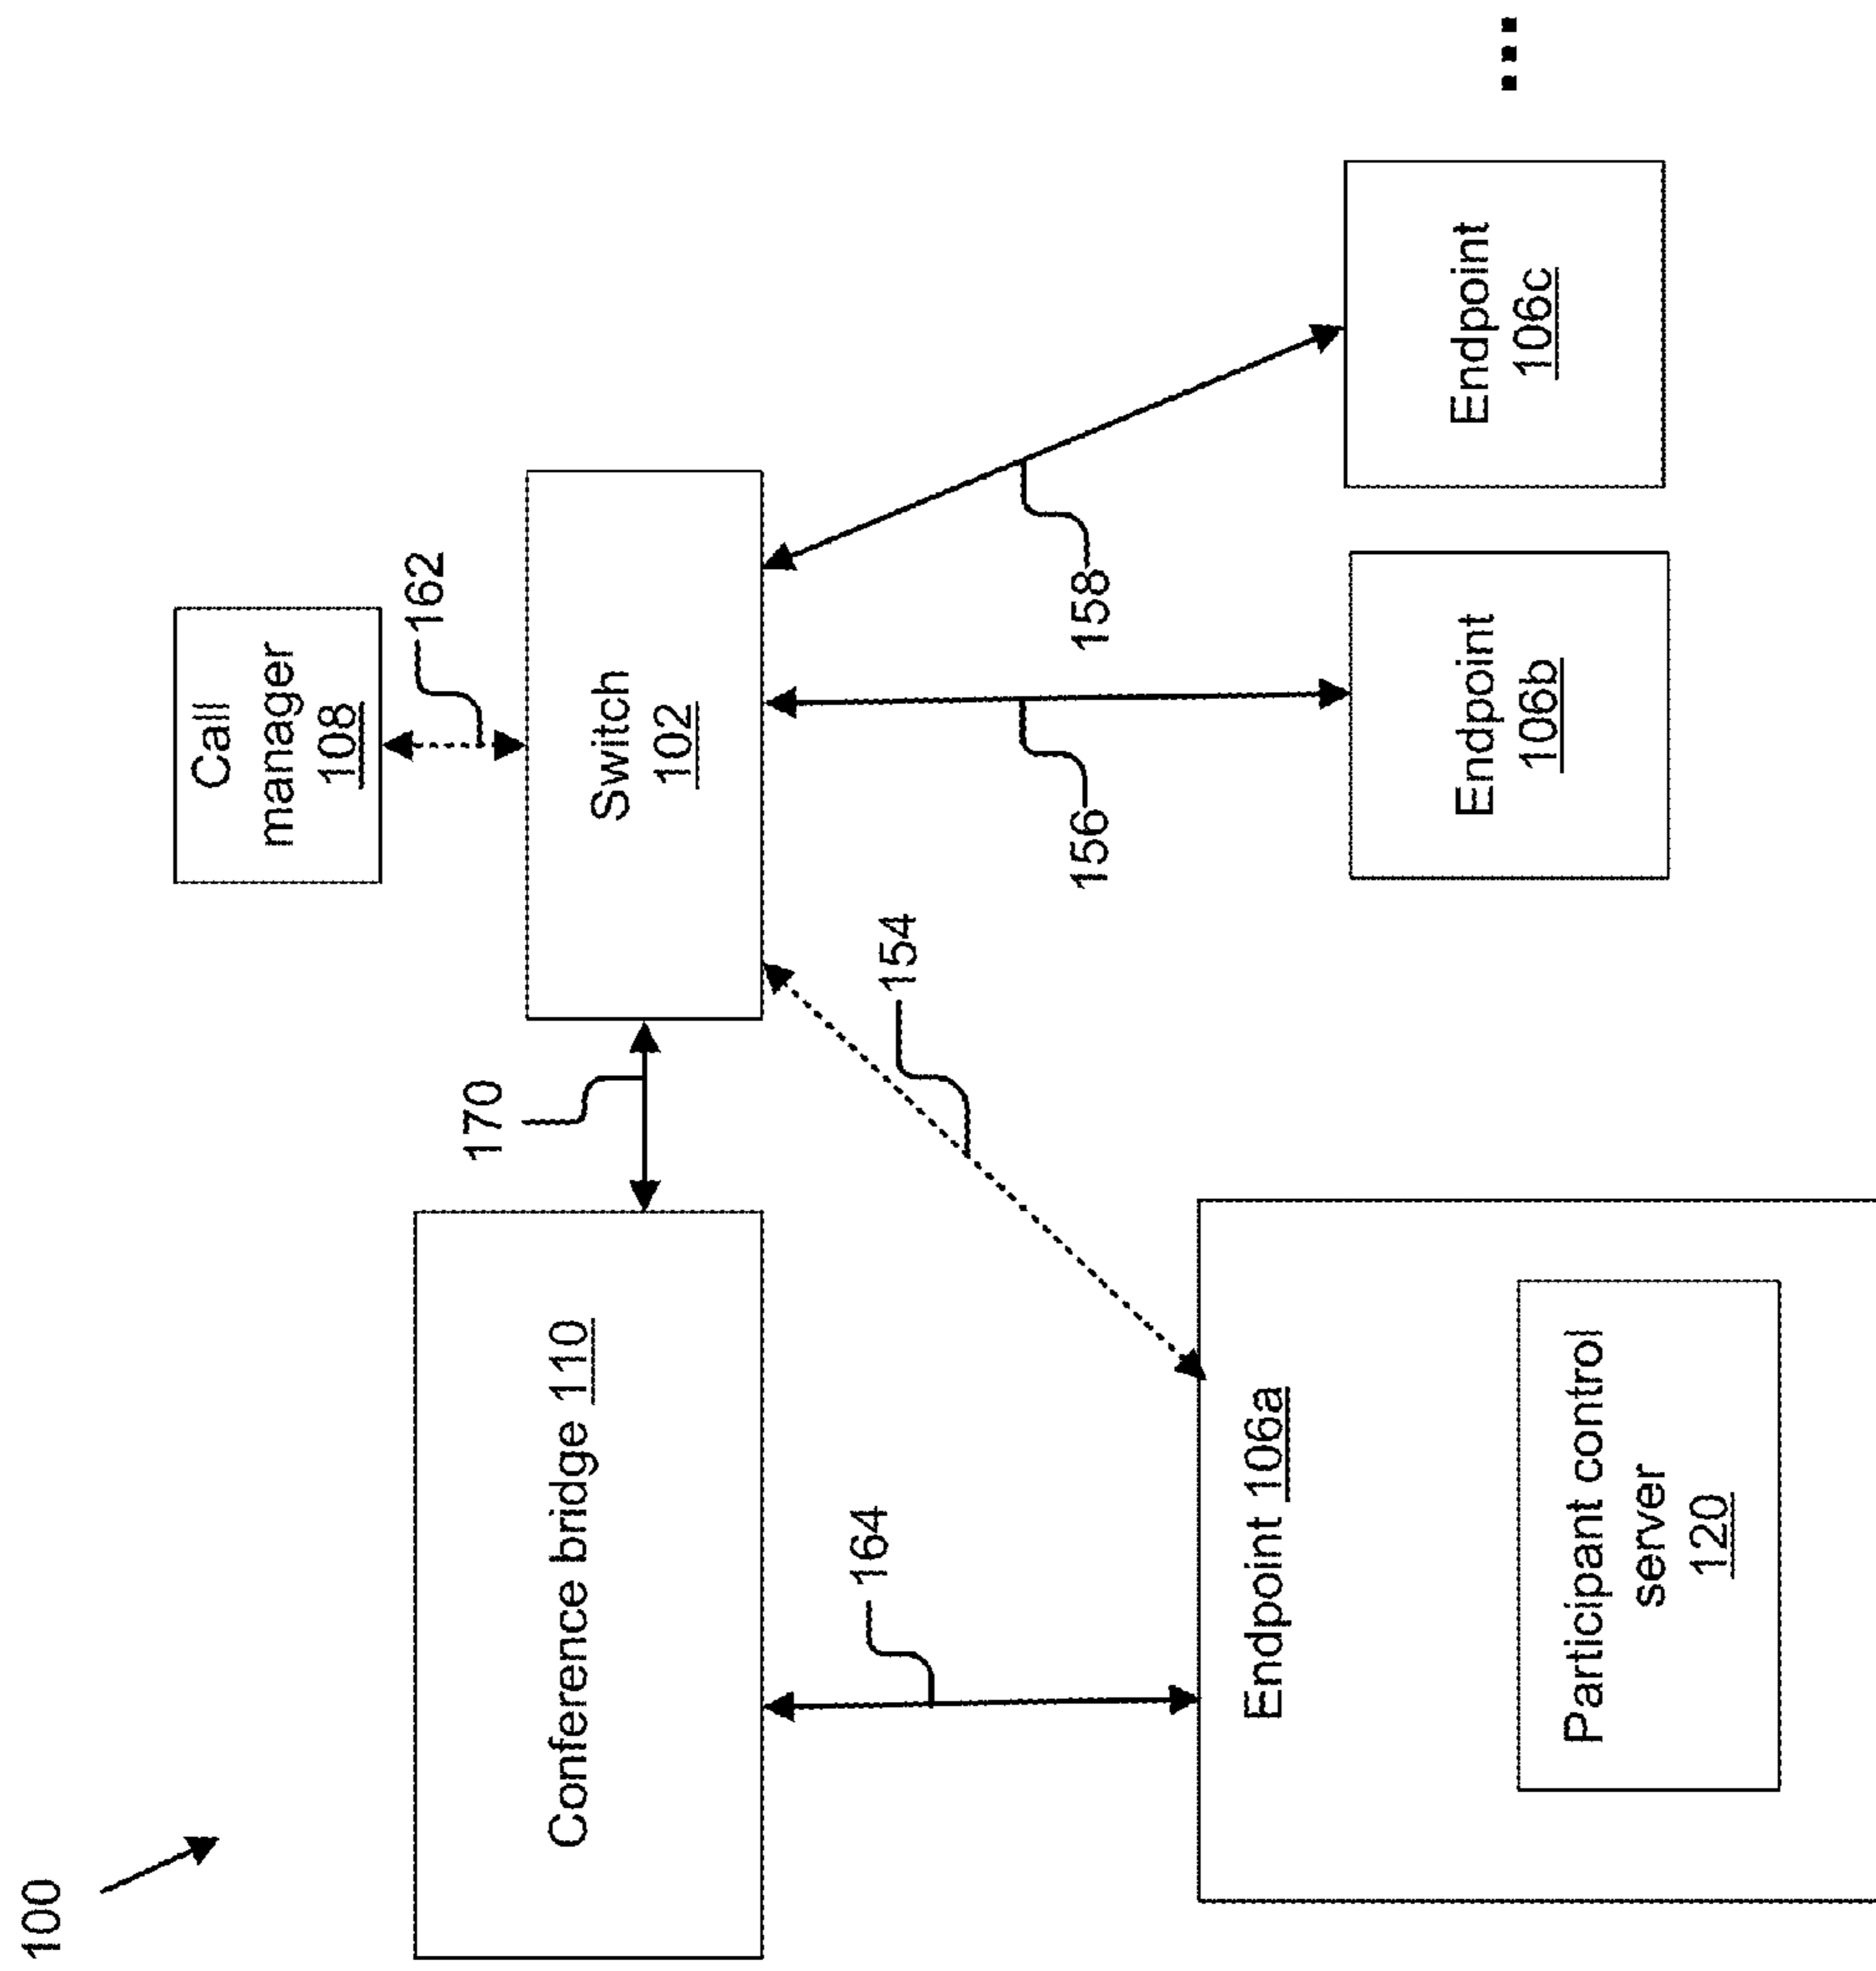 100
Call
manager
108
162
Conference bridge 110
170
Switch
102
164
154
156
158
Endpoint 106a
Participant control
server
120
Endpoint
106b
Endpoint
106c
...